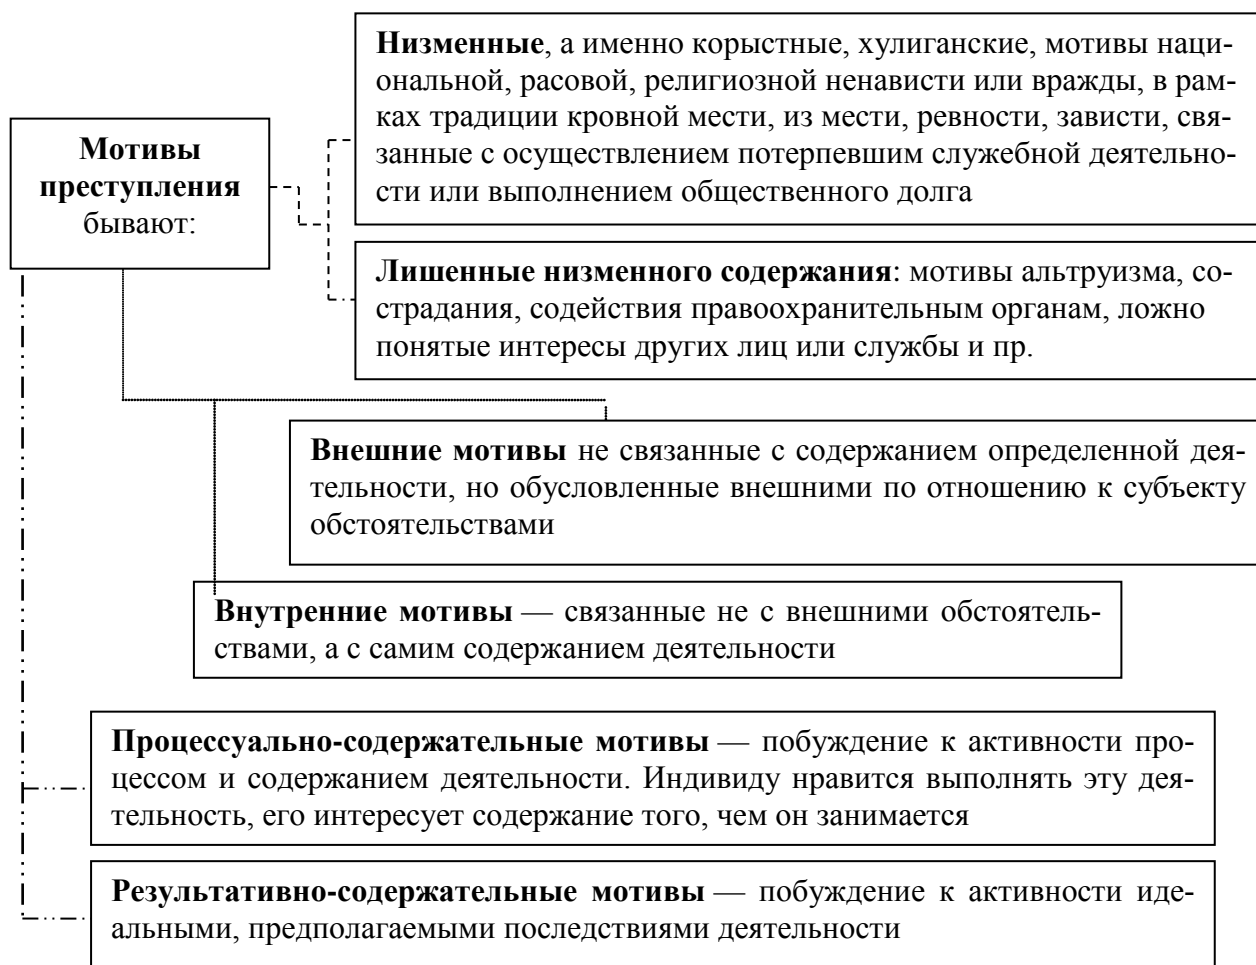 Мотивы
преступления
бывают:
Низменные, а именно корыстные, хулиганские, мотивы наци-
ональной, расовой, религиозной ненависти или вражды, в рам-
ках традиции кровной мести, из мести, ревности, зависти, свя-
занные с осуществлением потерпевшим служебной деятельно-
сти или выполнением общественного долга
Лишенные низменного содержания: мотивы альтруизма, со-
страдания, содействия правоохранительным органам, ложно
понятые интересы других лиц или службы и пр.
Внешние мотивы не связанные с содержанием определенной дея-
тельности, но обусловленные внешними по отношению к субъекту
обстоятельствами
Внутренние мотивы — связанные не с внешними обстоятель-
ствами, а с самим содержанием деятельности
Процессуально-содержательные мотивы — побуждение к активности про-
цессом и содержанием деятельности. Индивиду нравится выполнять эту дея-
тельность, его интересует содержание того, чем он занимается
Результативно-содержательные мотивы — побуждение к активности иде-
альными, предполагаемыми последствиями деятельности